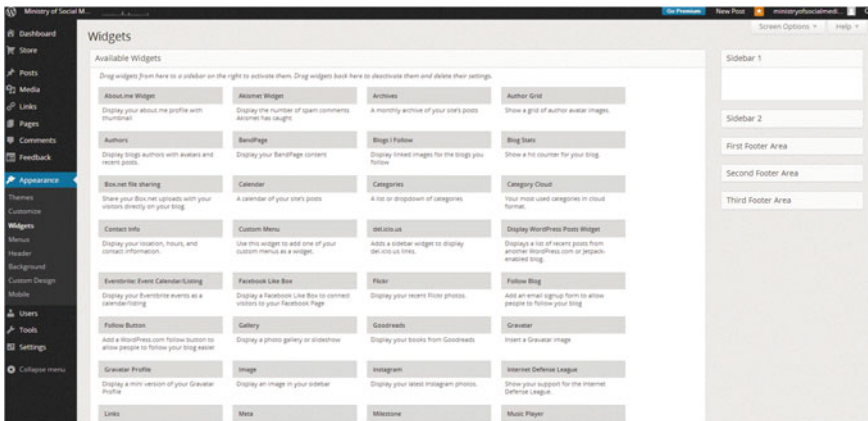 Ministry of Social M...
Go Premium
New Post
ministryofsocialmedi...
Screen Options
Help
Dashboard
Store
Posts
Media
Links
Pages
Comments
Feedback
Appearance
Themes
Customize
Widgets
Menus
Header
Background
Custom Design
Mobile
Users
Tools
Settings
Collapse menu
Widgets
Available Widgets
Drag widgets from here to a sidebar on the right to activate them. Drag widgets back here to deactivate them and delete their settings.
About.me Widget
Display your about.me profile with
thumbnail
Akismet Widget
Display the number of spam comments
Akismet has caught
Archives
A monthly archive of your site's posts
Author Grid
Show a grid of author avatar images.
Authors
Display blogs authors with avatars and
recent posts.
BandPage
Display your BandPage content
Blogs I Follow
Display linked images for the blogs you
follow
Blog Stats
Show a hit counter for your blog.
Box.net file sharing
Share your Box.net uploads with your
visitors directly on your blog.
Calendar
A calendar of your site's posts
Categories
A list or dropdown of categories
Category Cloud
Your most used categories in cloud
format.
Contact Info
Display your location, hours, and
contact information.
Custom Menu
Use this widget to add one of your
custom menus as a widget.
del.icio.us
Adds a sidebar widget to display
del.icio.us links.
Display WordPress Posts Widget
Displays a list of recent posts from
another WordPress.com or Jetpack-
enabled blog.
Eventbrite: Event Calendar/Listing
Display your Eventbrite events as a
calendar/listing
Facebook Like Box
Display a Facebook Like Box to connect
visitors to your Facebook Page
Flickr
Display your recent Flickr photos.
Follow Blog
Add an email signup form to allow
people to follow your blog
Follow Button
Add a WordPress.com follow button to
allow people to follow your blog easier
Gallery
Display a photo gallery or slideshow
Goodreads
Display your books from Goodreads
Gravatar
Insert a Gravatar image
Gravatar Profile
Display a mini version of your Gravatar
Profile
Image
Display an image in your sidebar
Instagram
Display your latest Instagram photos.
Internet Defense League
Show your support for the Internet
Defense League.
Links
Meta
Milestone
Music Player
Sidebar 1
Sidebar 2
First Footer Area
Second Footer Area
Third Footer Area